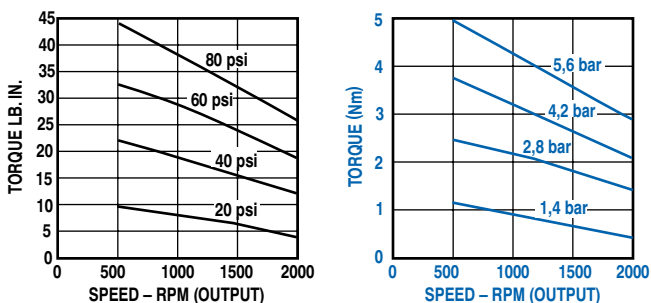 TORQUE LB. IN.
45
40
35
30
25
20
15
10
5
0
80 psi
60 psi
40 psi
20 psi
0 500 1000 1500 2000
SPEED – RPM (OUTPUT)
TORQUE (Nm)
5
4
3
2
1
0
5,6 bar
4,2 bar
2,8 bar
1,4 bar
0 500 1000 1500 2000
SPEED – RPM (OUTPUT)